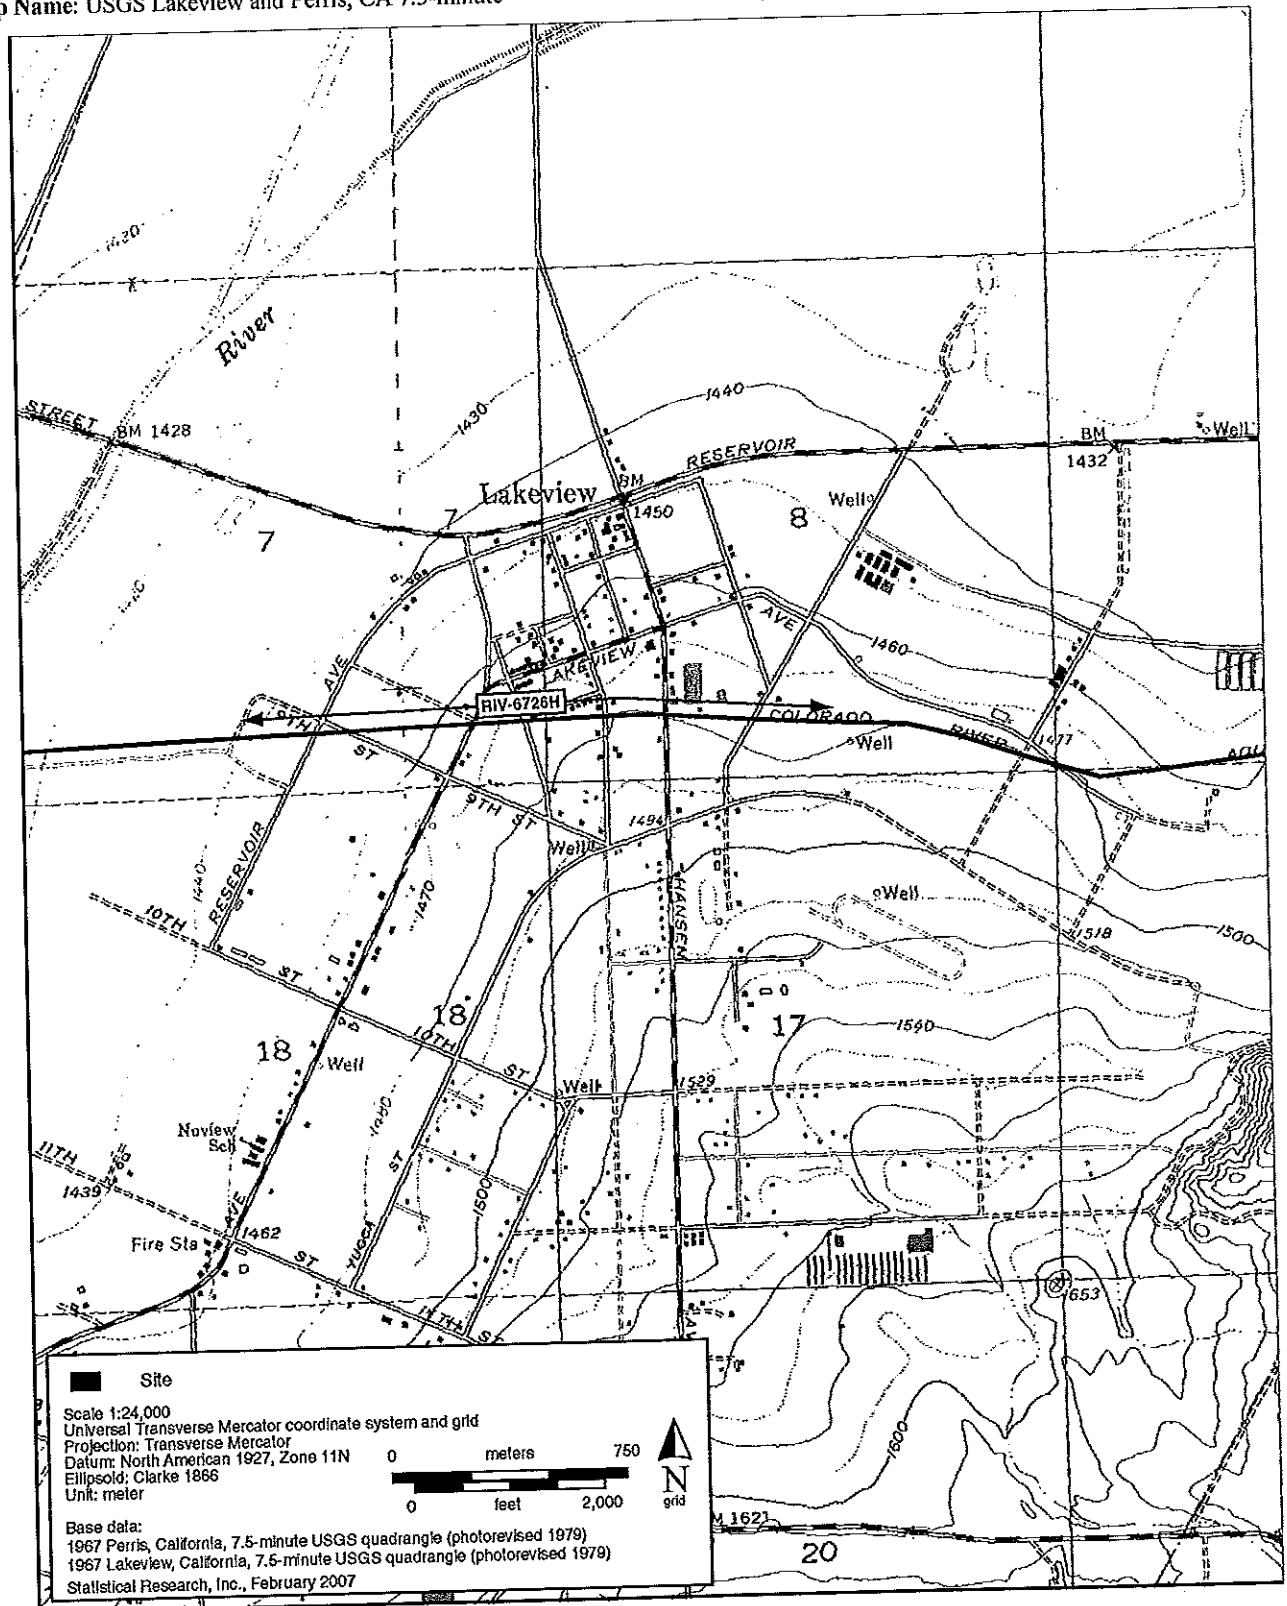 p Name: USGS Lakeview and Perris, CA 7.5-minute
1430
River
STREET
BM 1428
1430
1440
RESERVOIR
BM
1432
Well
Lakeview
BM
1450
Well
7
7
8
AVE
1460
AVE
LAKEVIEW
RIV-6726H
9TH
ST
COLORADO
RIVER
1477
AQU
Well
9TH ST
1494
Well
RESERVOIR
1440
1470
HANSEN
Well
10TH
ST
1518
1500
18
10TH
ST
17
1540
18
Well
Well
1529
1480
Noview
Sch
11TH
1439
ST
1500
AVE
1462
Fire Sta
ST
YUCCA
11TH
ST
AV
1653
1600
M 1621
20
Site
Scale 1:24,000
Universal Transverse Mercator coordinate system and grid
Projection: Transverse Mercator
Datum: North American 1927, Zone 11N
Ellipsoid: Clarke 1866
Unit: meter
0 meters 750
0 feet 2,000
N
grid
Base data:
1967 Perris, California, 7.5-minute USGS quadrangle (photorevised 1979)
1967 Lakeview, California, 7.5-minute USGS quadrangle (photorevised 1979)
Statistical Research, Inc., February 2007